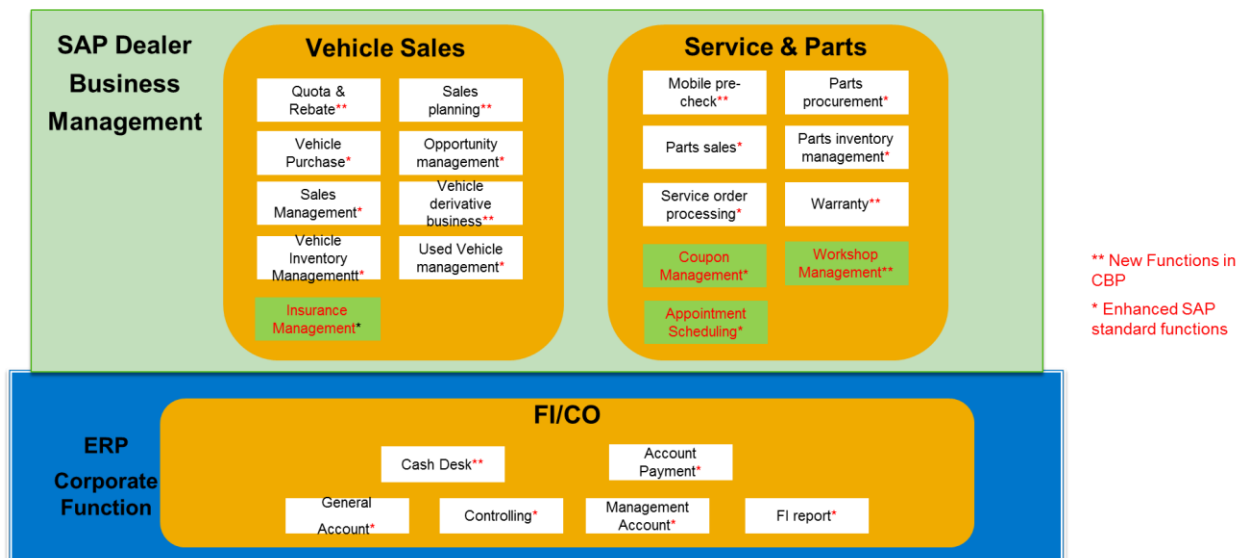 SAP Dealer
Business
Management
Vehicle Sales
Quota &
Rebate**
Sales
planning**
Vehicle
Purchase*
Opportunity
management*
Sales
Management*
Vehicle
derivative
business**
Vehicle
Inventory
Managementt*
Used Vehicle
management*
Insurance
Management*
Service & Parts
Mobile pre-
check**
Parts
procurement*
Parts sales*
Parts inventory
management*
Service order
processing*
Warranty**
Coupon
Management*
Workshop
Management**
Appointment
Scheduling*
** New Functions in
CBP
* Enhanced SAP
standard functions
ERP
Corporate
Function
FI/CO
Cash Desk**
Account
Payment*
General
Account*
Controlling*
Management
Account*
FI report*